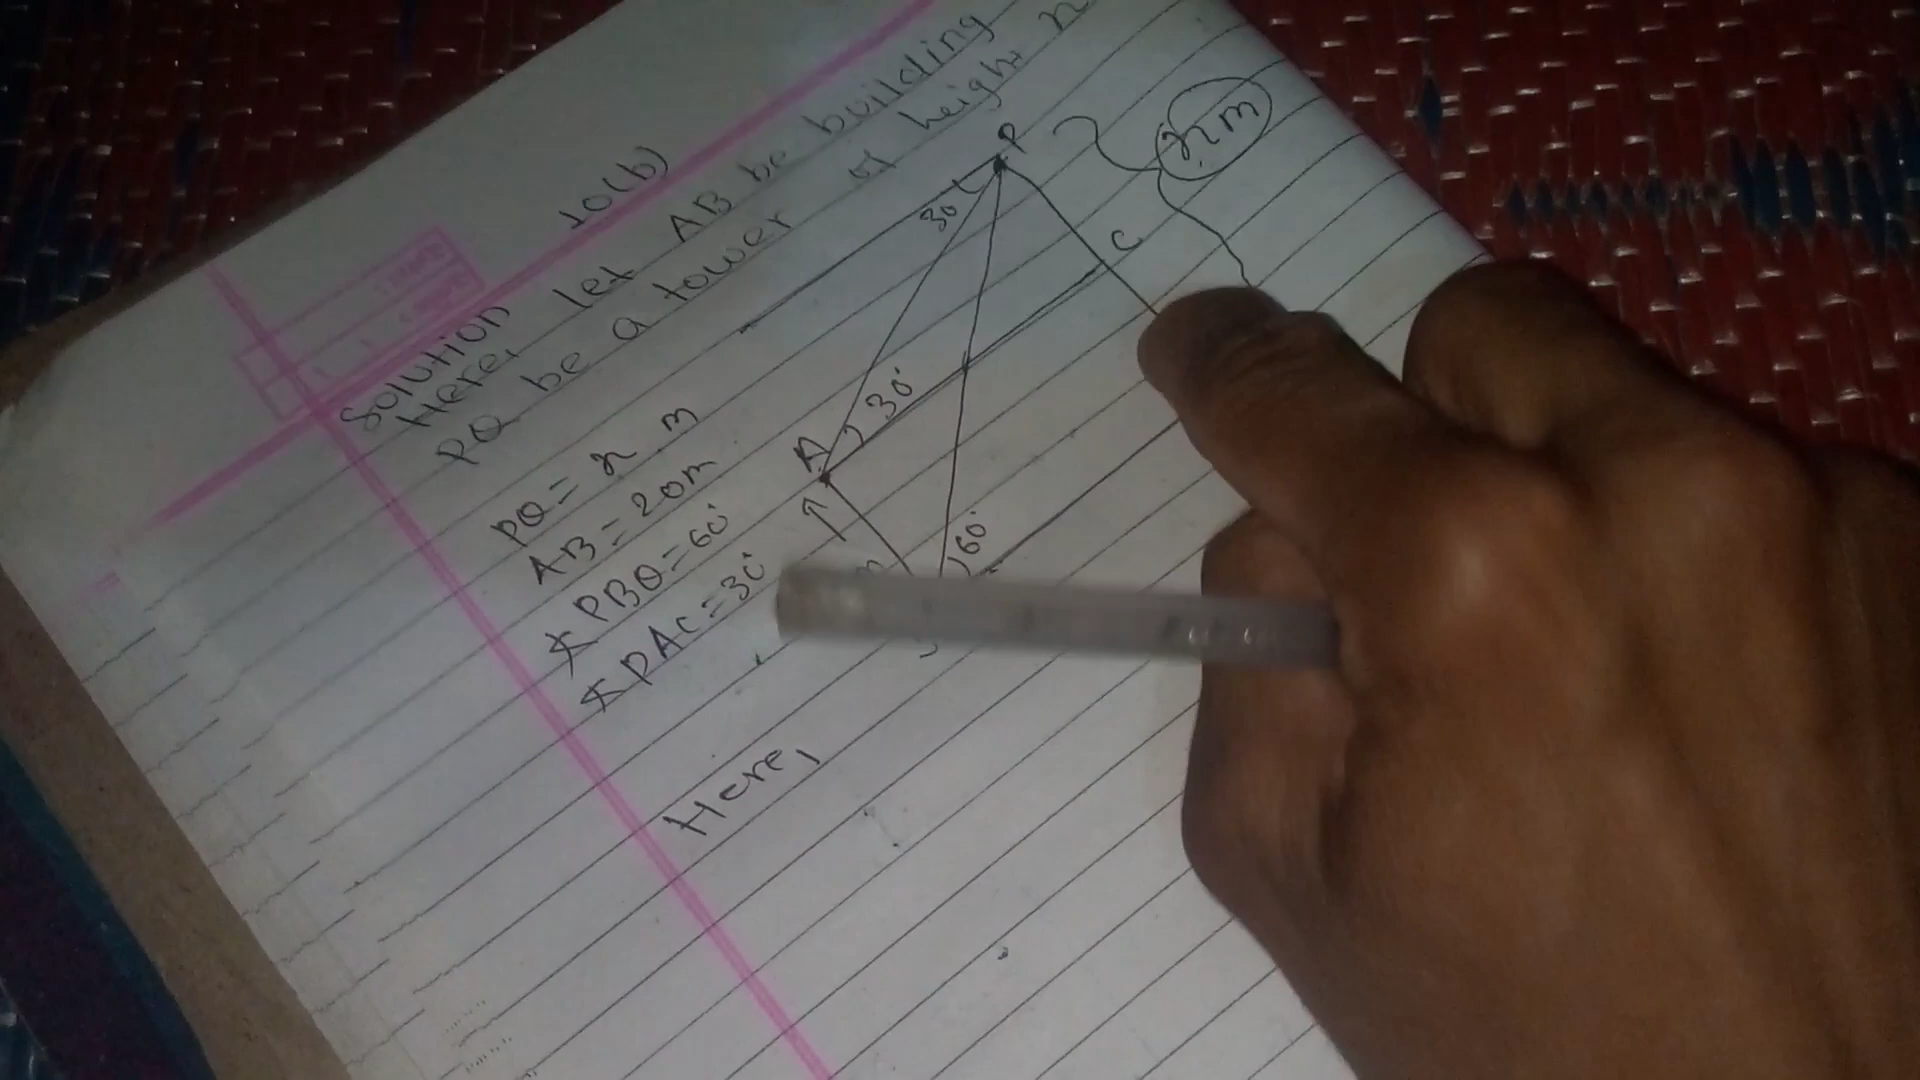 10(b)
Solution
Here, let AB be building
PQ be a tower of height x
PQ = x m
AB = 20m
∡ PBQ = 60°
∡ PAC = 30°
P
30
x m
C
A
30°
60°
Here,